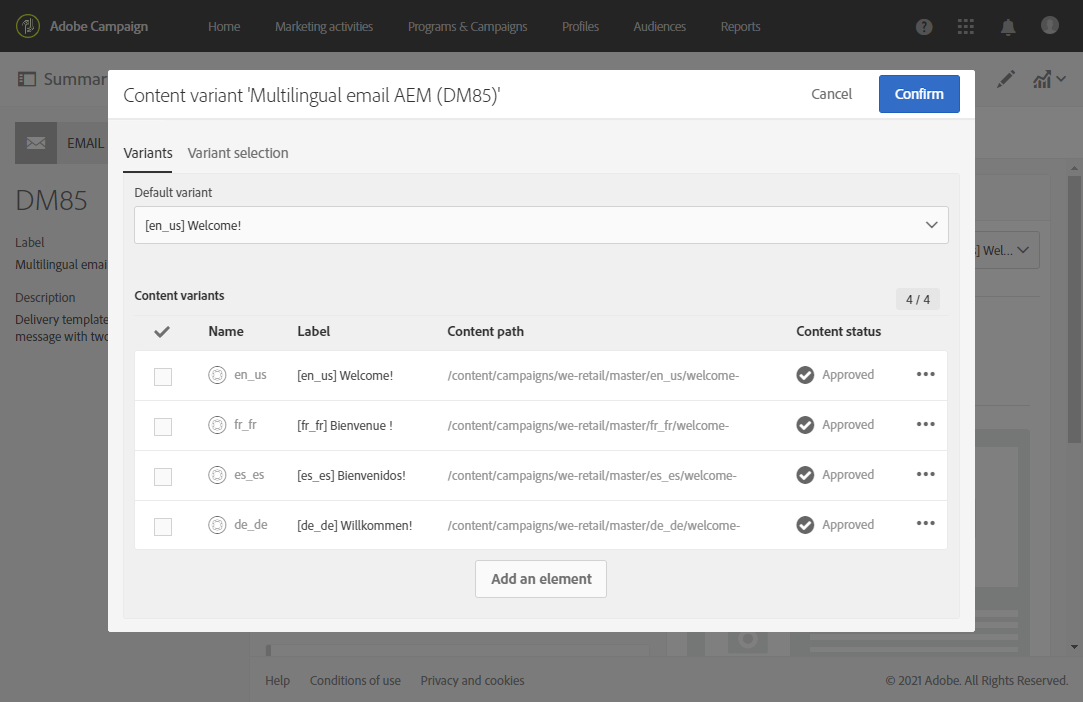 Adobe Campaign Home Marketing activities Programs & Campaigns Profiles Audiences Reports
Summar
Content variant 'Multilingual email AEM (DM85)' Cancel Confirm
EMAIL
Variants Variant selection
DM85
Default variant
[en_us] Welcome!
Label
Multilingual emai
] Wel...
Description
Delivery template
message with two
Content variants 4 / 4
Name Label Content path Content status
en_us [en_us] Welcome! /content/campaigns/we-retail/master/en_us/welcome- Approved
fr_fr [fr_fr] Bienvenue ! /content/campaigns/we-retail/master/fr_fr/welcome- Approved
es_es [es_es] Bienvenidos! /content/campaigns/we-retail/master/es_es/welcome- Approved
de_de [de_de] Willkommen! /content/campaigns/we-retail/master/de_de/welcome- Approved
Add an element
Help Conditions of use Privacy and cookies © 2021 Adobe. All Rights Reserved.